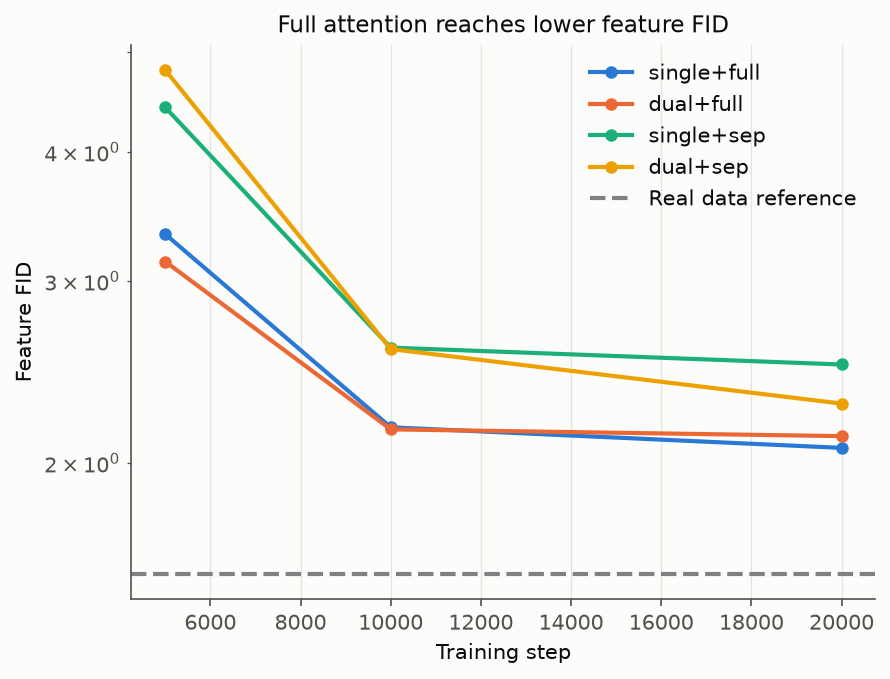 Full attention reaches lower feature FID
single+full
dual+full
single+sep
dual+sep
Real data reference
Feature FID
4 × 10⁰
3 × 10⁰
2 × 10⁰
6000 8000 10000 12000 14000 16000 18000 20000
Training step